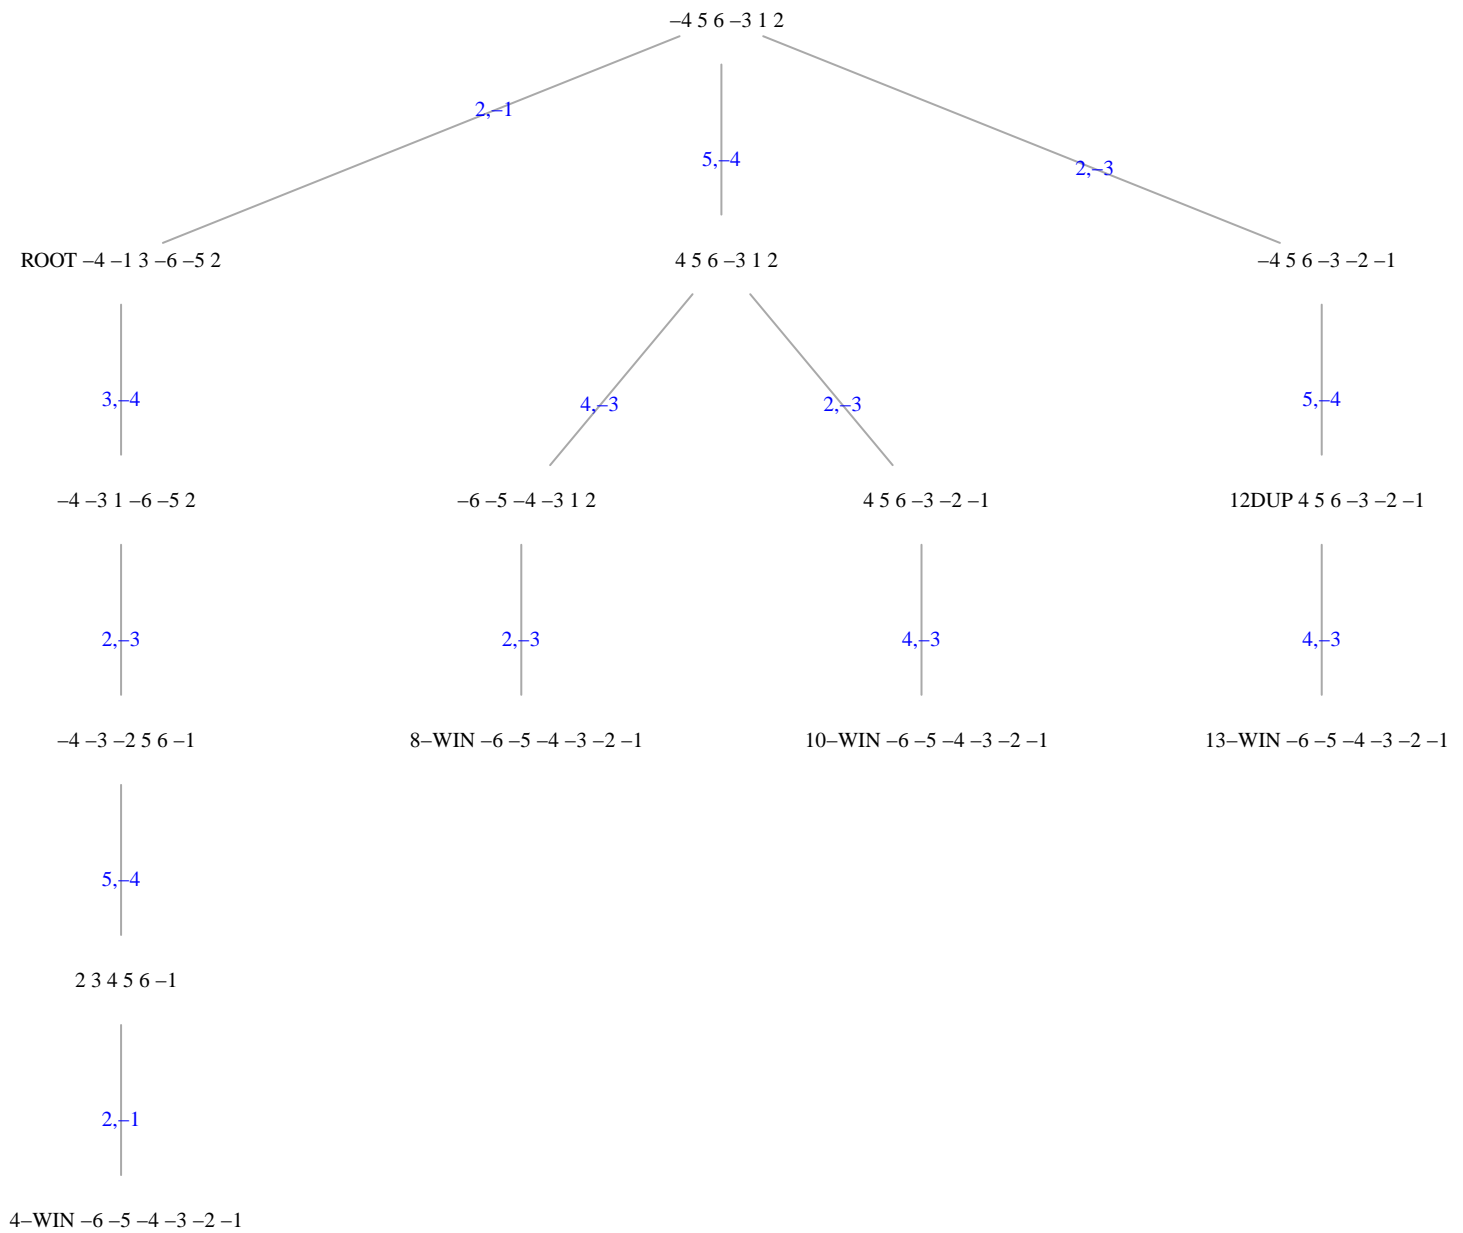 –4 5 6 –3 1 2
2,–1
5,–4
2,–3
ROOT –4 –1 3 –6 –5 2
4 5 6 –3 1 2
–4 5 6 –3 –2 –1
3,–4
4,–3
2,–3
5,–4
–4 –3 1 –6 –5 2
–6 –5 –4 –3 1 2
4 5 6 –3 –2 –1
12DUP 4 5 6 –3 –2 –1
2,–3
2,–3
4,–3
4,–3
–4 –3 –2 5 6 –1
8–WIN –6 –5 –4 –3 –2 –1
10–WIN –6 –5 –4 –3 –2 –1
13–WIN –6 –5 –4 –3 –2 –1
5,–4
2 3 4 5 6 –1
2,–1
4–WIN –6 –5 –4 –3 –2 –1